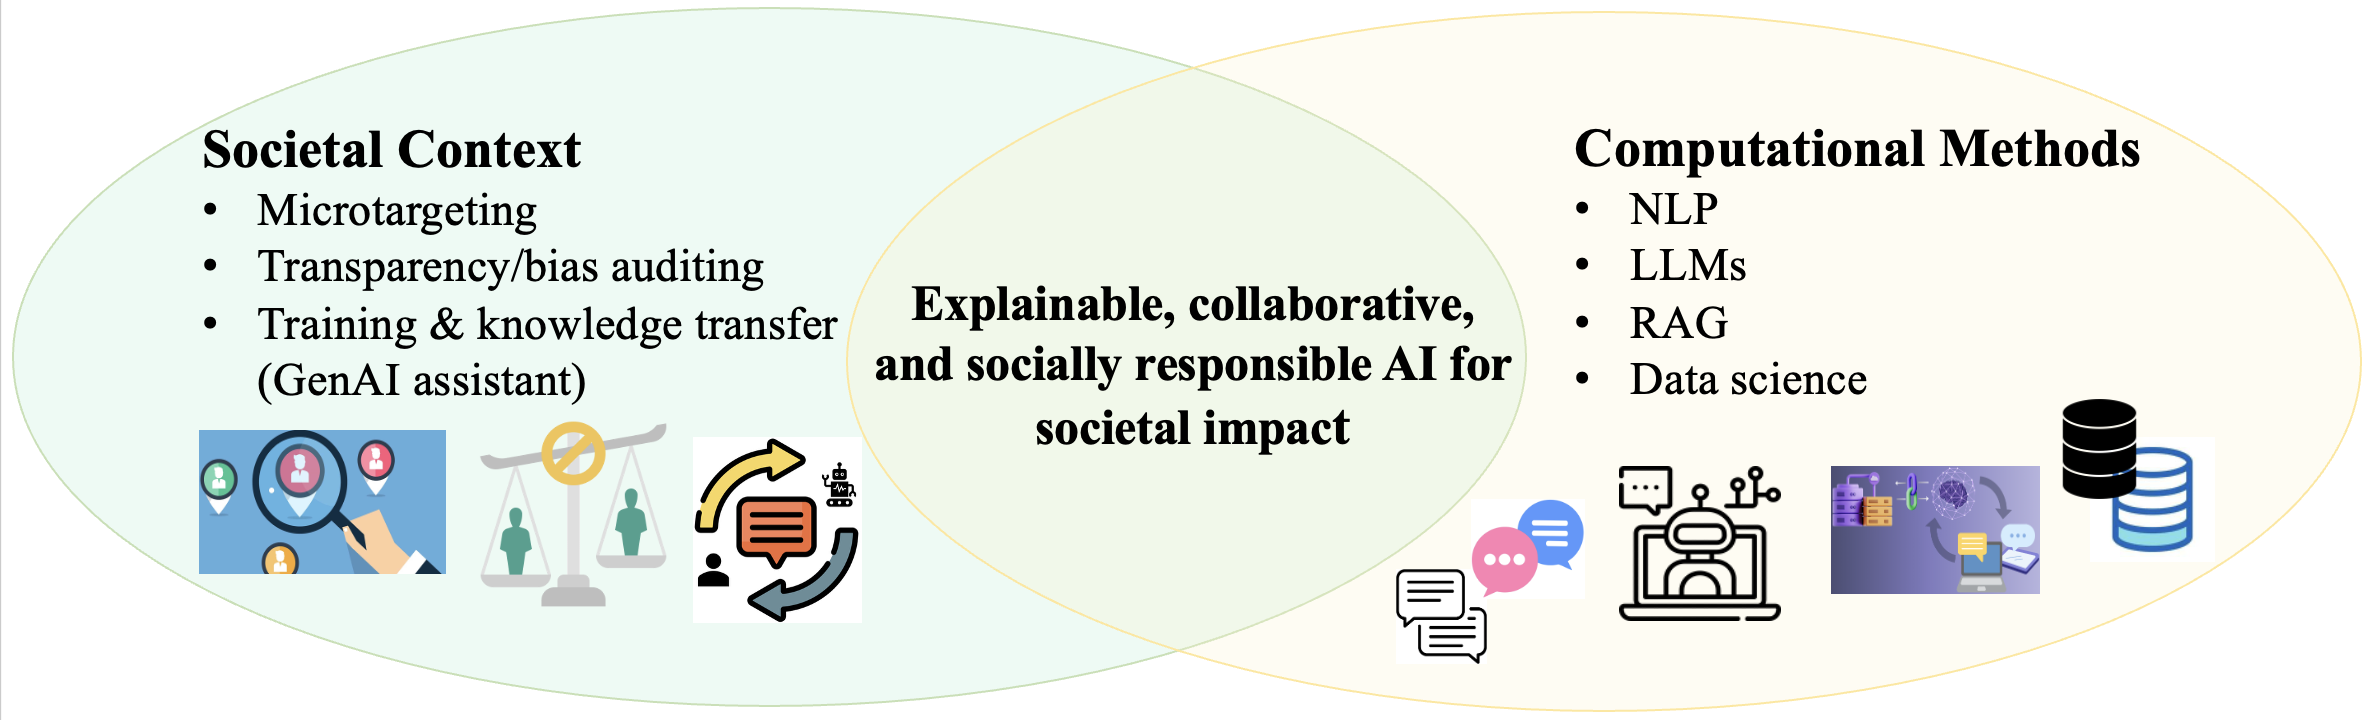 Societal Context
• Microtargeting
• Transparency/bias auditing
• Training & knowledge transfer
(GenAI assistant)
Explainable, collaborative,
and socially responsible AI for
societal impact
Computational Methods
• NLP
• LLMs
• RAG
• Data science